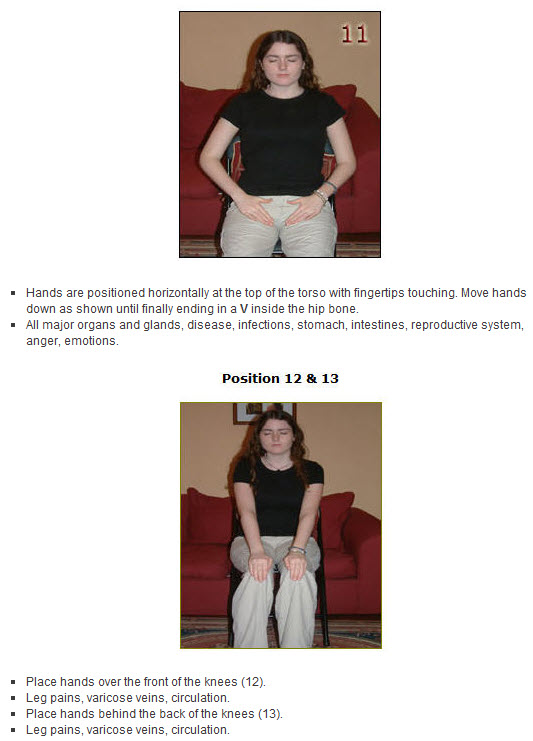 11
Hands are positioned horizontally at the top of the torso with fingertips touching. Move hands
down as shown until finally ending in a V inside the hip bone.
All major organs and glands, disease, infections, stomach, intestines, reproductive system,
anger, emotions.
Position 12 & 13
Place hands over the front of the knees (12).
Leg pains, varicose veins, circulation.
Place hands behind the back of the knees (13).
Leg pains, varicose veins, circulation.